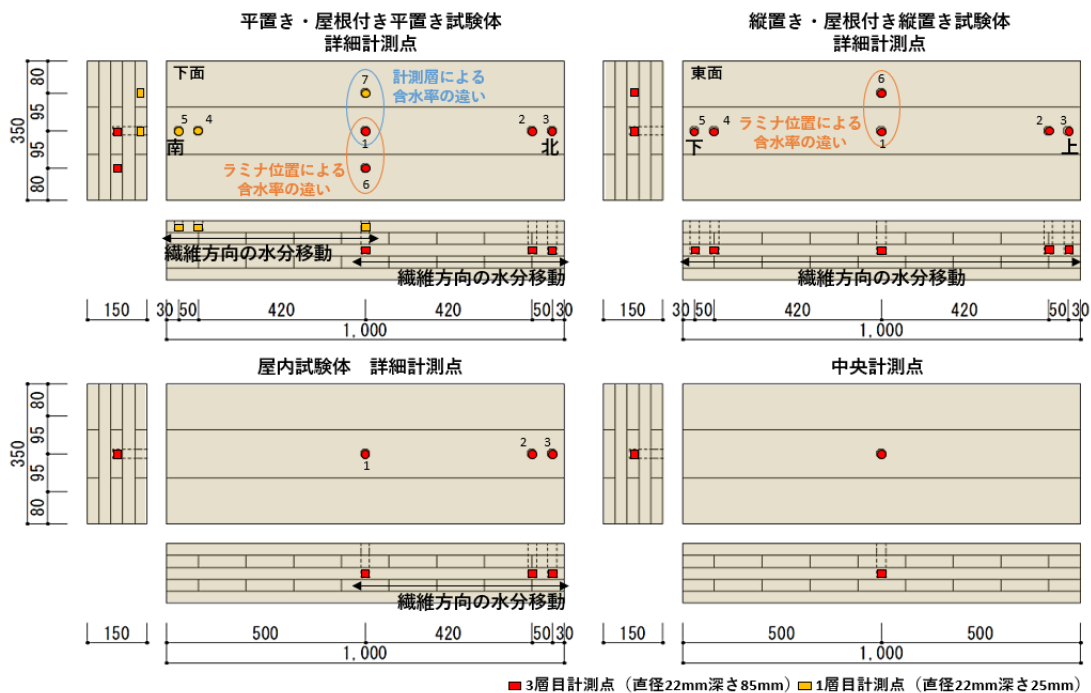 平置き・屋根付き平置き試験体
詳細計測点
80
95
350
95
80
下面
7
計測層による
含水率の違い
5
4
南
1
2
3
北
ラミナ位置による
含水率の違い
6
繊維方向の水分移動
繊維方向の水分移動
150
30
50
420
420
50
30
1,000
縦置き・屋根付き縦置き試験体
詳細計測点
80
95
350
95
80
東面
6
ラミナ位置による
含水率の違い
5
4
下
1
2
3
上
繊維方向の水分移動
150
30
50
420
420
50
30
1,000
屋内試験体 詳細計測点
80
95
350
95
80
1
2
3
繊維方向の水分移動
150
500
420
50
30
1,000
中央計測点
150
500
500
1,000
3層目計測点（直径22mm深さ85mm）
1層目計測点（直径22mm深さ25mm）